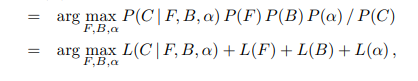 = arg max P(C | F, B, α) P(F) P(B) P(α) / P(C)
F,B,α
= arg max L(C | F, B, α) + L(F) + L(B) + L(α) ,
F,B,α